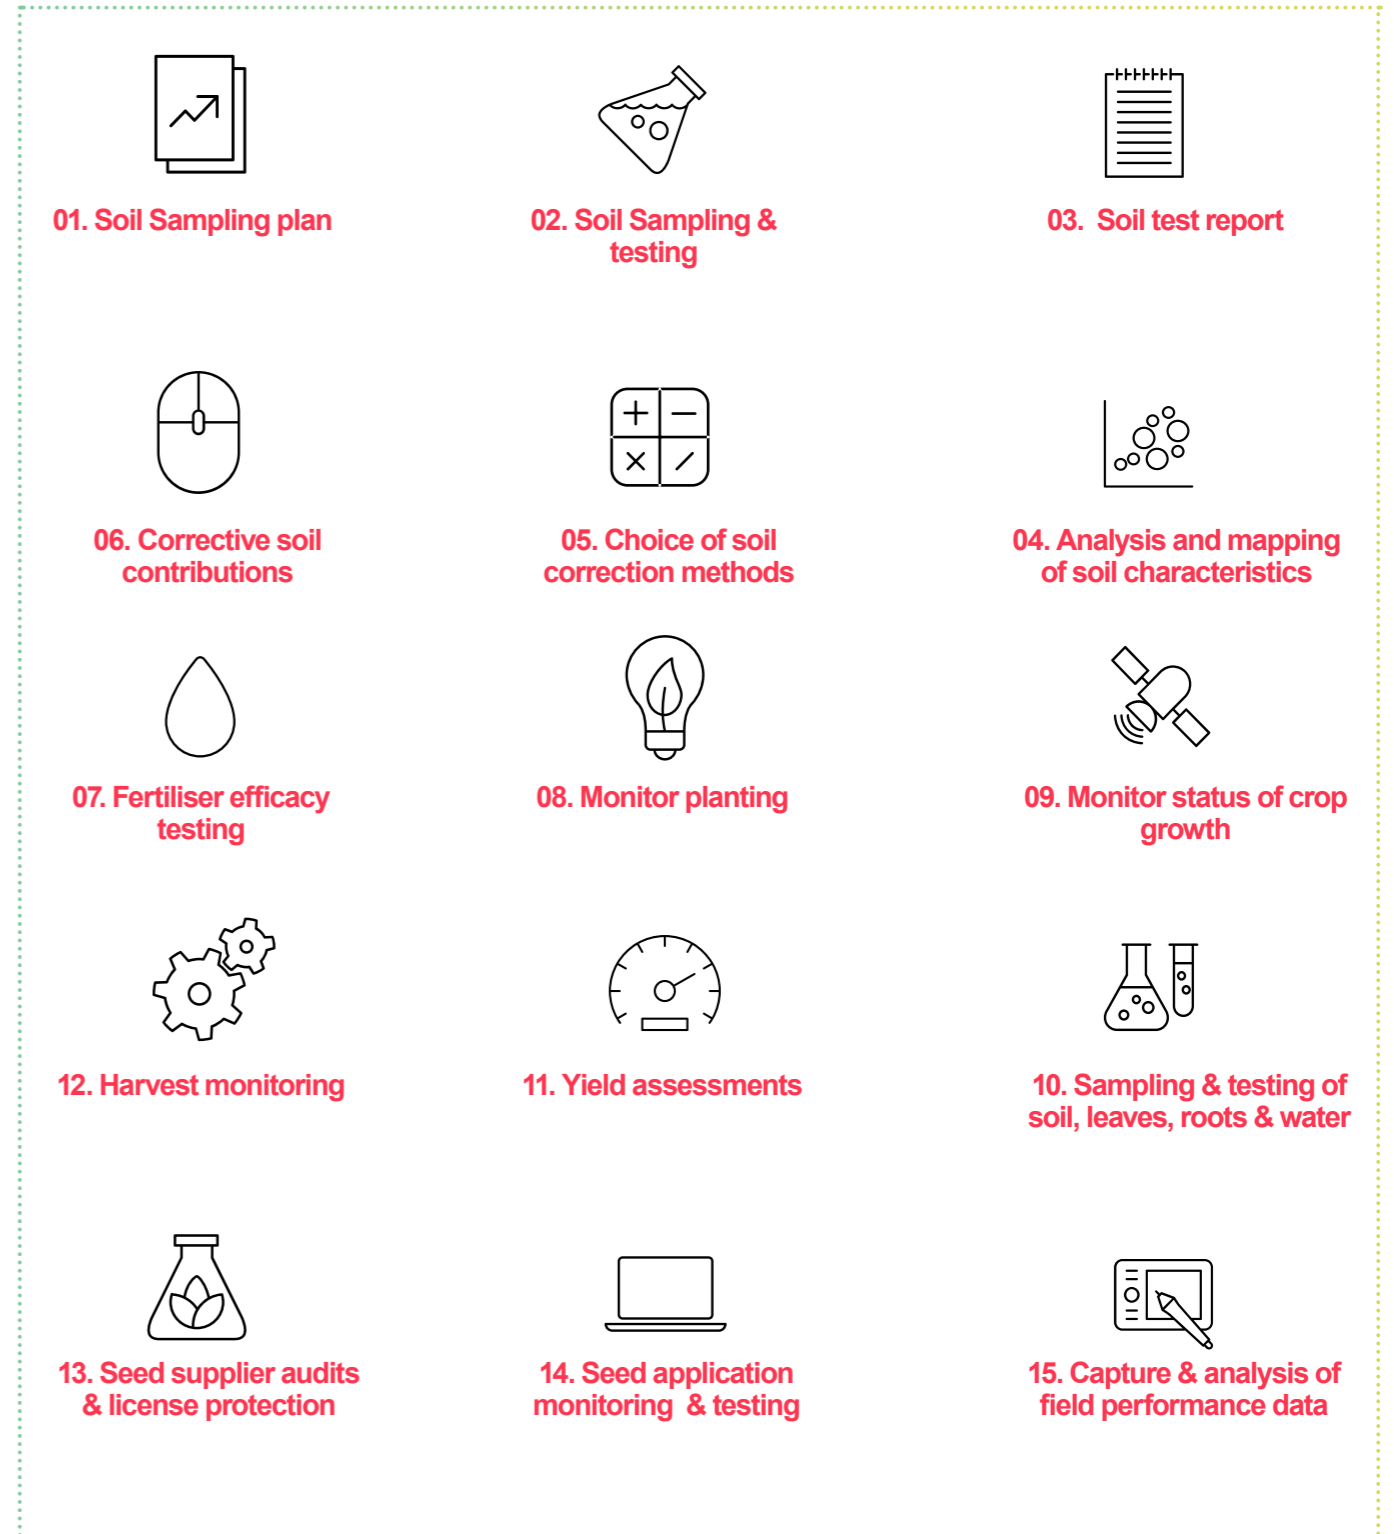 01. Soil Sampling plan
02. Soil Sampling &
testing
03. Soil test report
06. Corrective soil
contributions
05. Choice of soil
correction methods
04. Analysis and mapping
of soil characteristics
07. Fertiliser efficacy
testing
08. Monitor planting
09. Monitor status of crop
growth
12. Harvest monitoring
11. Yield assessments
10. Sampling & testing of
soil, leaves, roots & water
13. Seed supplier audits
& license protection
14. Seed application
monitoring & testing
15. Capture & analysis of
field performance data